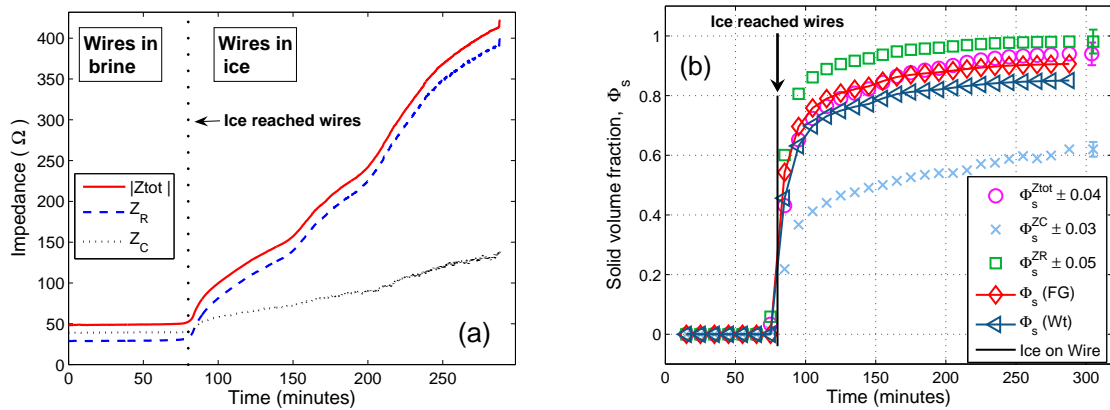 Wires in
brine
Wires in
ice
Ice reached wires
|Ztot |
Z_R
Z_C
(a)
Impedance ( Ω )
400
350
300
250
200
150
100
50
0
0 50 100 150 200 250
Time (minutes)
Ice reached wires
(b)
Solid volume fraction, Φ_s
1
0.8
0.6
0.4
0.2
0
0 50 100 150 200 250 300
Time (minutes)
Φ_s^Ztot ± 0.04
Φ_s^ZC ± 0.03
Φ_s^ZR ± 0.05
Φ_s (FG)
Φ_s (Wt)
Ice on Wire